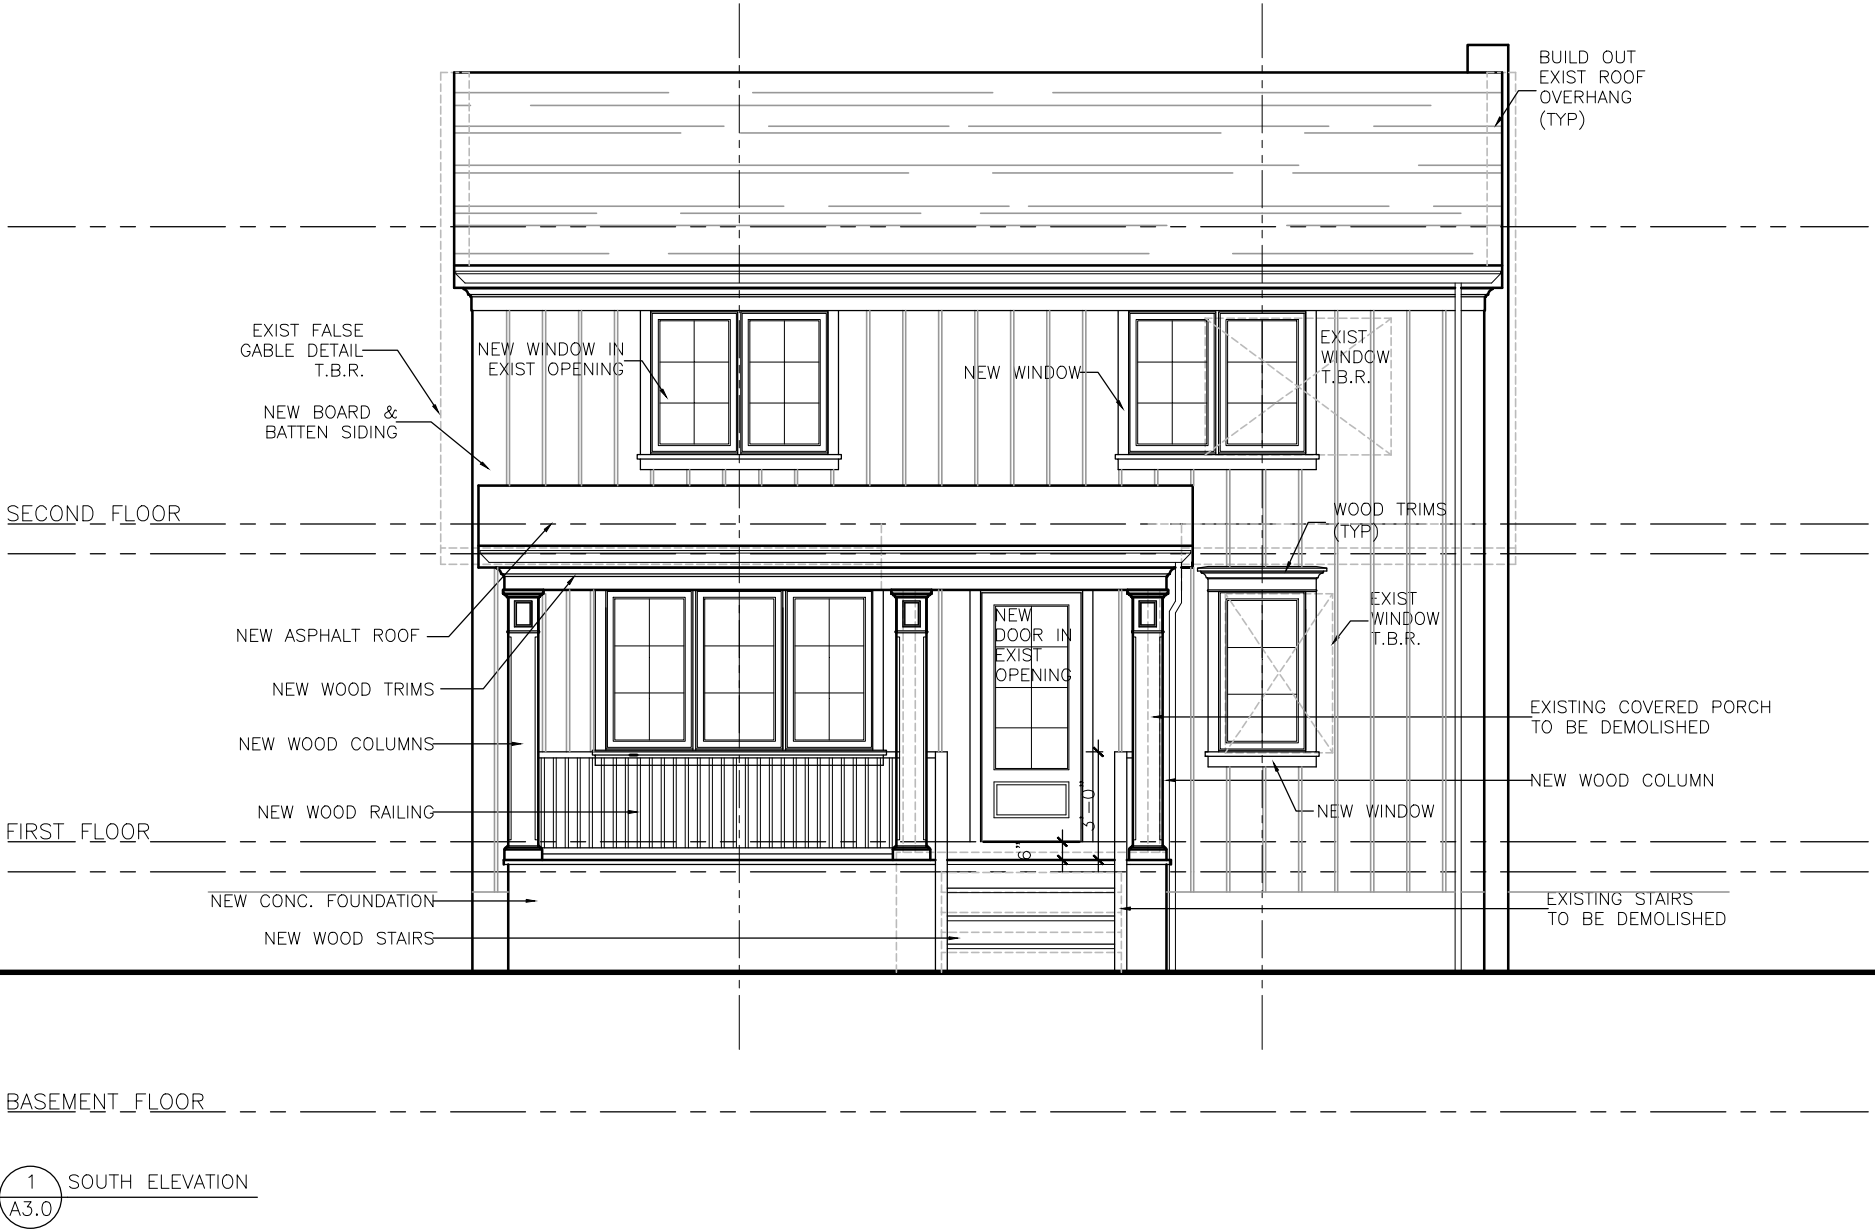 BUILD OUT
EXIST ROOF
OVERHANG
(TYP)
EXIST FALSE
GABLE DETAIL
T.B.R.
NEW BOARD &
BATTEN SIDING
NEW WINDOW IN
EXIST OPENING
NEW WINDOW
EXIST
WINDOW
T.B.R.
SECOND FLOOR
WOOD TRIMS
(TYP)
NEW ASPHALT ROOF
NEW WOOD TRIMS
NEW WOOD COLUMNS
NEW WOOD RAILING
NEW
DOOR IN
EXIST
OPENING
EXIST
WINDOW
T.B.R.
EXISTING COVERED PORCH
TO BE DEMOLISHED
NEW WOOD COLUMN
NEW WINDOW
3'-0"
6"
FIRST FLOOR
NEW CONC. FOUNDATION
NEW WOOD STAIRS
EXISTING STAIRS
TO BE DEMOLISHED
BASEMENT FLOOR
1
A3.0
SOUTH ELEVATION